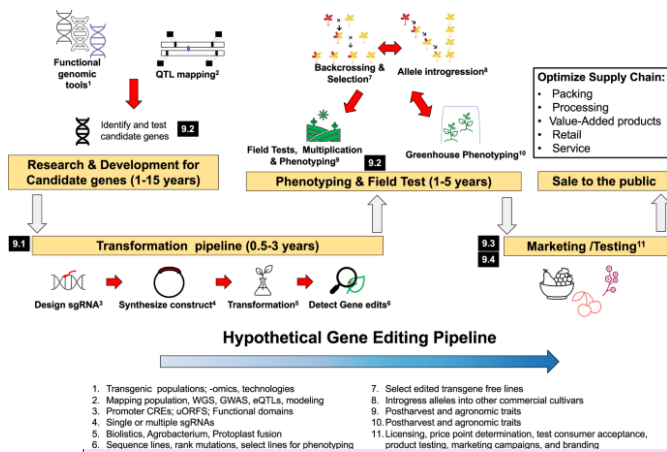 Functional
genomic
tools1
QTL mapping2
Identify and test
candidate genes
9.2
Research & Development for
Candidate genes (1-15 years)
Backcrossing &
Selection7
Allele introgression8
Field Tests, Multiplication
& Phenotyping9
9.2
Greenhouse Phenotyping10
Phenotyping & Field Test (1-5 years)
Optimize Supply Chain:
• Packing
• Processing
• Value-Added products
• Retail
• Service
Sale to the public
9.1
Transformation pipeline (0.5-3 years)
9.3
9.4
Marketing /Testing11
Design sgRNA3
Synthesize construct4
Transformation5
Detect Gene edits6
Hypothetical Gene Editing Pipeline
1. Transgenic populations; -omics, technologies
2. Mapping population, WGS, GWAS, eQTLs, modeling
3. Promoter CREs; uORFS; Functional domains
4. Single or multiple sgRNAs
5. Biolistics, Agrobacterium, Protoplast fusion
6. Sequence lines, rank mutations, select lines for phenotyping
7. Select edited transgene free lines
8. Introgress alleles into other commercial cultivars
9. Postharvest and agronomic traits
10. Postharvest and agronomic traits
11. Licensing, price point determination, test consumer acceptance,
product testing, marketing campaigns, and branding